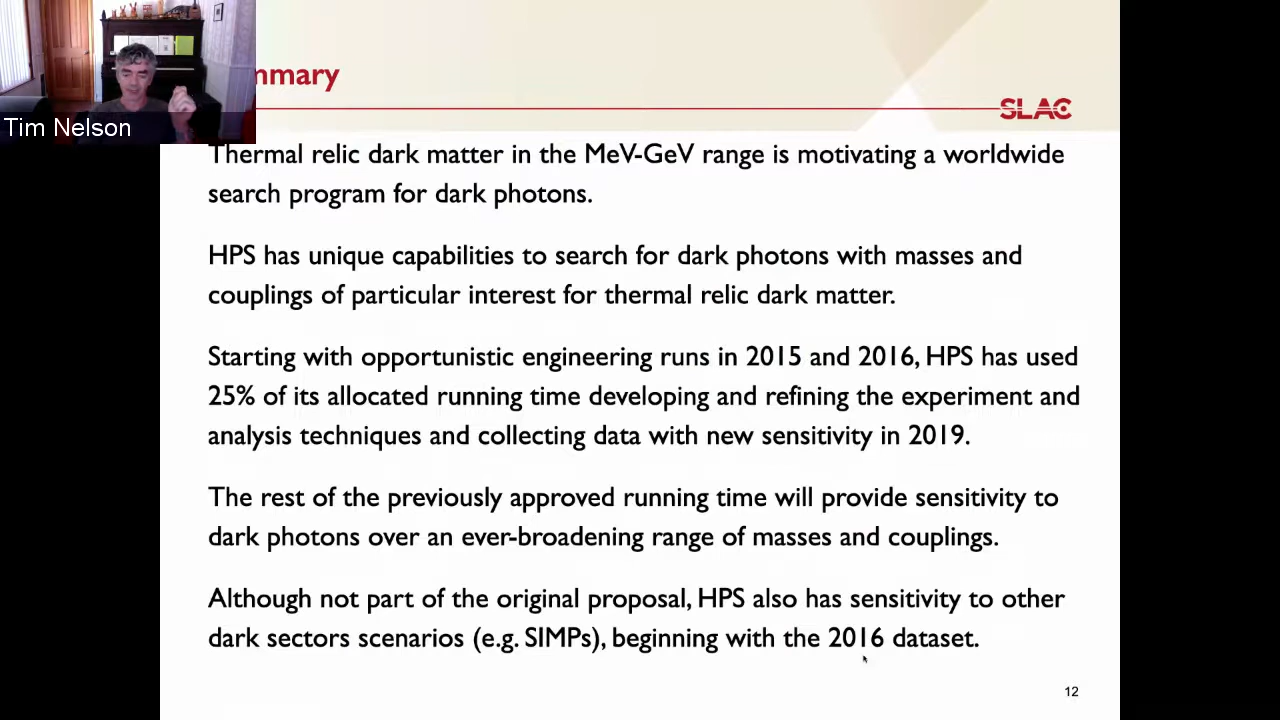 Tim Nelson
mmary
SLAC
Thermal relic dark matter in the MeV-GeV range is motivating a worldwide
search program for dark photons.
HPS has unique capabilities to search for dark photons with masses and
couplings of particular interest for thermal relic dark matter.
Starting with opportunistic engineering runs in 2015 and 2016, HPS has used
25% of its allocated running time developing and refining the experiment and
analysis techniques and collecting data with new sensitivity in 2019.
The rest of the previously approved running time will provide sensitivity to
dark photons over an ever-broadening range of masses and couplings.
Although not part of the original proposal, HPS also has sensitivity to other
dark sectors scenarios (e.g. SIMPs), beginning with the 2016 dataset.
12